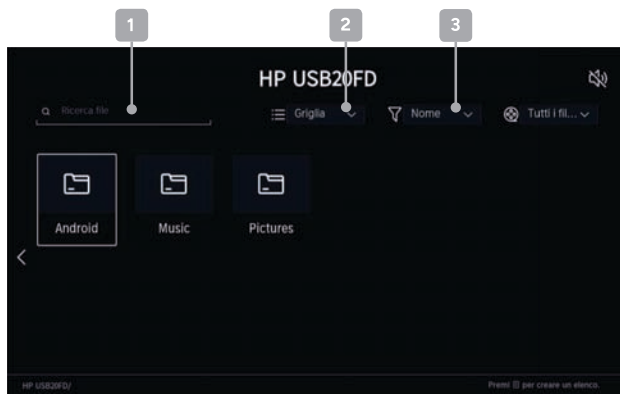 1 2 3
HP USB20FD
Ricerca file
Griglia Nome Tutti i fil...
Android Music Pictures
HP USB20FD/ Premi 目 per creare un elenco.